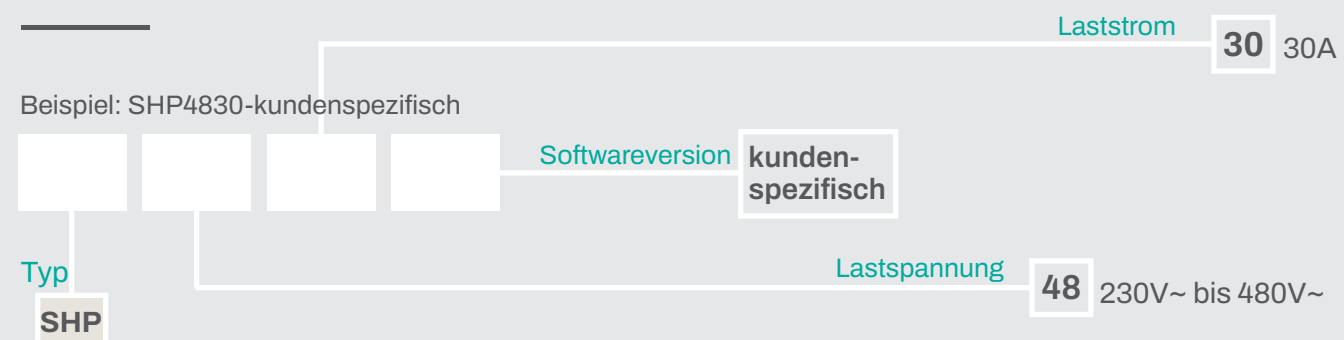 Laststrom
30 30A
Beispiel: SHP4830-kundenspezifisch
Softwareversion
kunden-
spezifisch
Typ
Lastspannung
48 230V~ bis 480V~
SHP